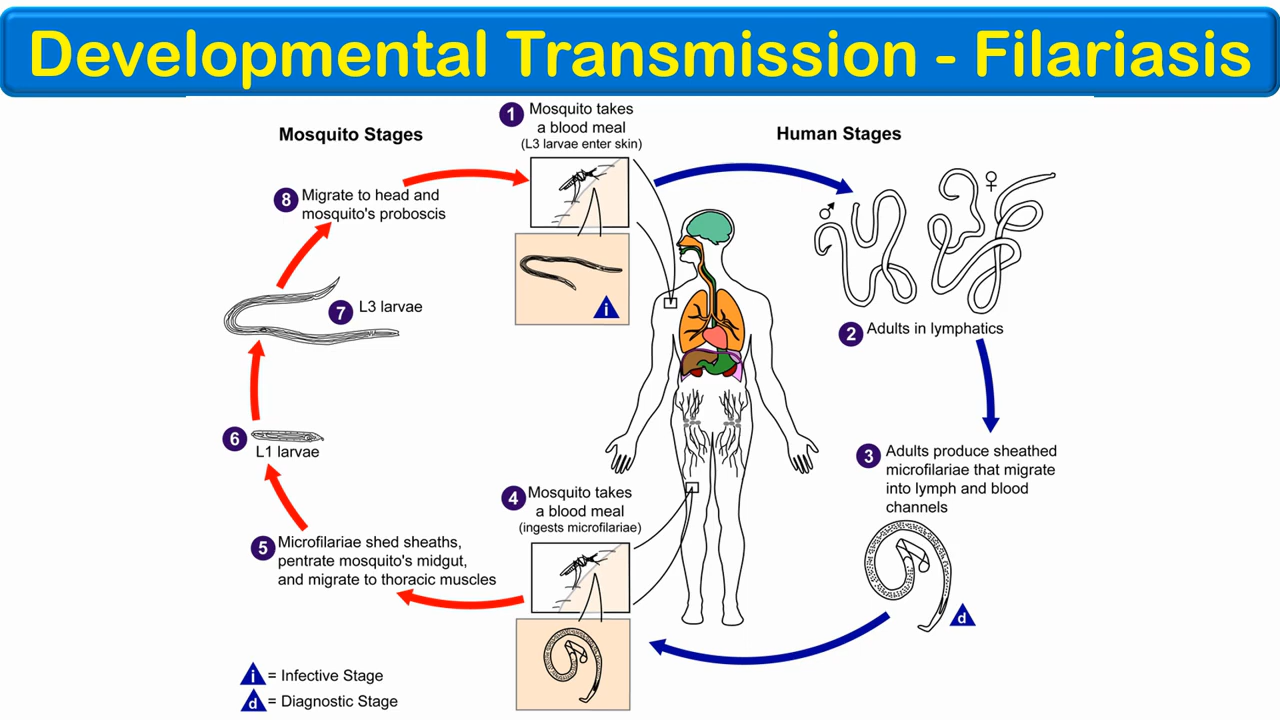 Developmental Transmission - Filariasis
Mosquito Stages
Human Stages
1
Mosquito takes
a blood meal
(L3 larvae enter skin)
i
♂
♀
2
Adults in lymphatics
3
Adults produce sheathed
microfilariae that migrate
into lymph and blood
channels
d
4
Mosquito takes
a blood meal
(ingests microfilariae)
5
Microfilariae shed sheaths,
pentrate mosquito's midgut,
and migrate to thoracic muscles
6
L1 larvae
7
L3 larvae
8
Migrate to head and
mosquito's proboscis
i = Infective Stage
d = Diagnostic Stage